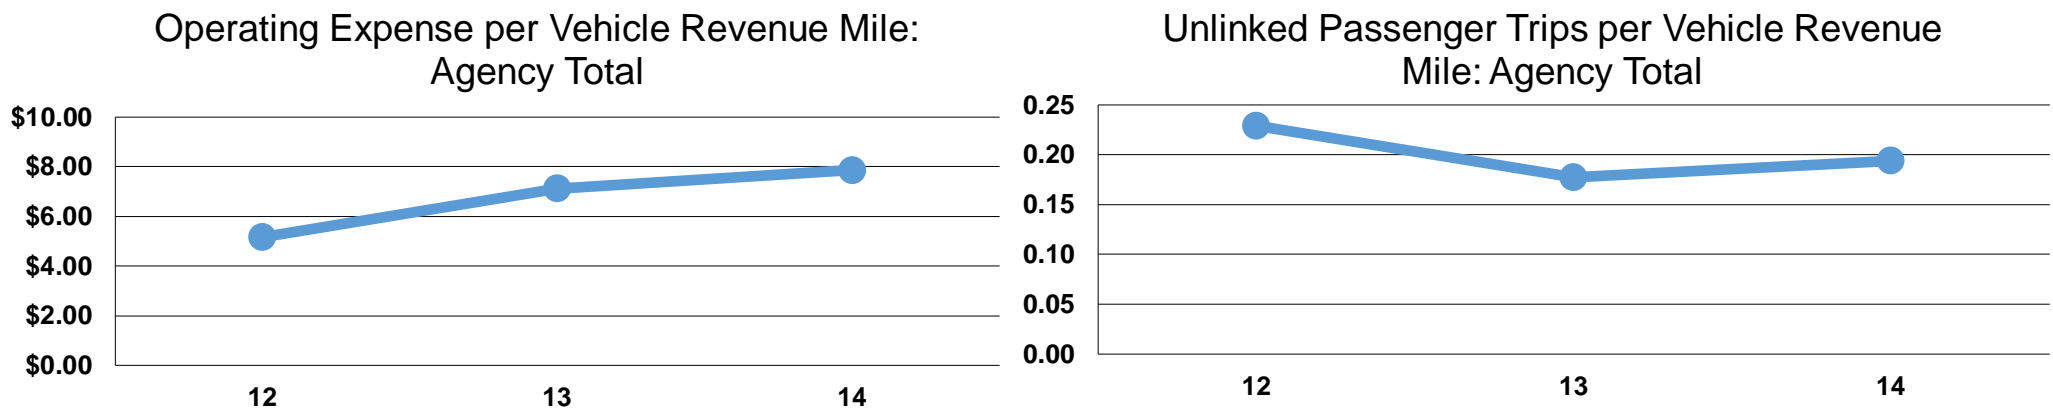 Operating Expense per Vehicle Revenue Mile:
Agency Total
$10.00
$8.00
$6.00
$4.00
$2.00
$0.00
12 13 14
Unlinked Passenger Trips per Vehicle Revenue
Mile: Agency Total
0.25
0.20
0.15
0.10
0.05
0.00
12 13 14